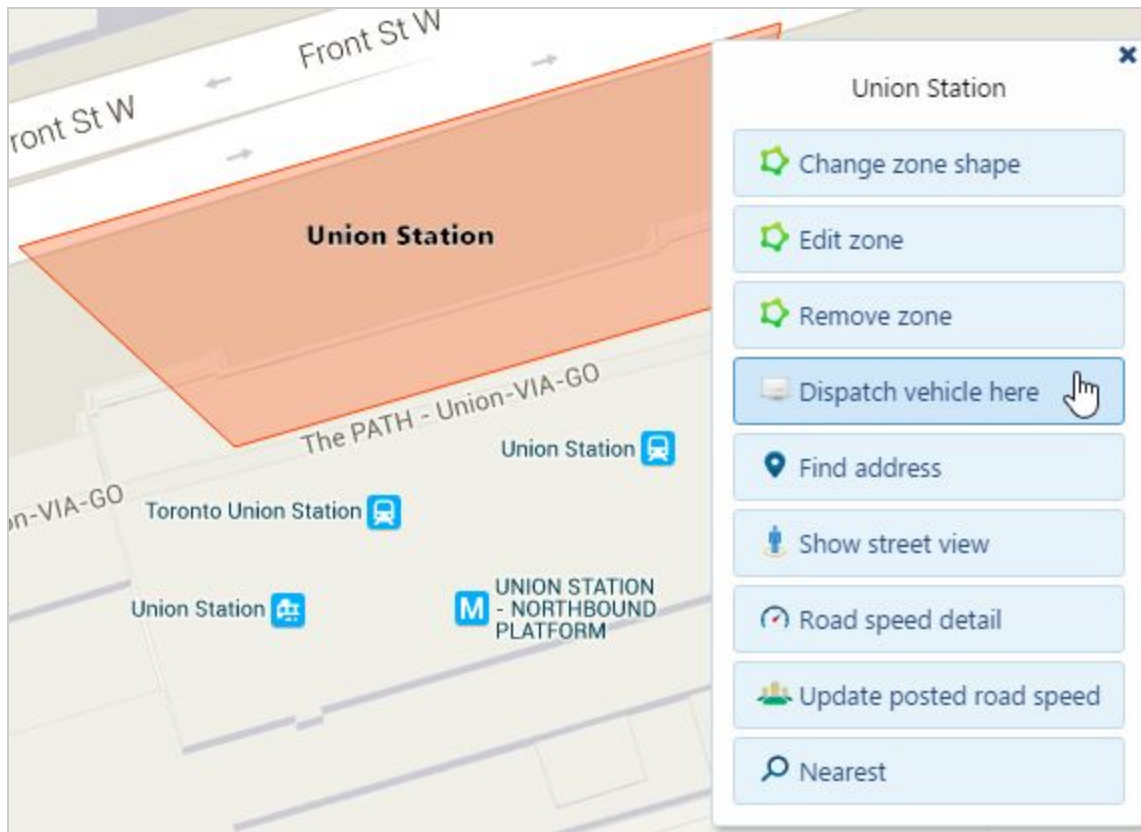 Front St W
ront St W
Union Station
The PATH - Union-VIA-GO
Union Station
on-VIA-GO
Toronto Union Station
Union Station
M
UNION STATION
- NORTHBOUND
PLATFORM
Union Station
Change zone shape
Edit zone
Remove zone
Dispatch vehicle here
Find address
Show street view
Road speed detail
Update posted road speed
Nearest